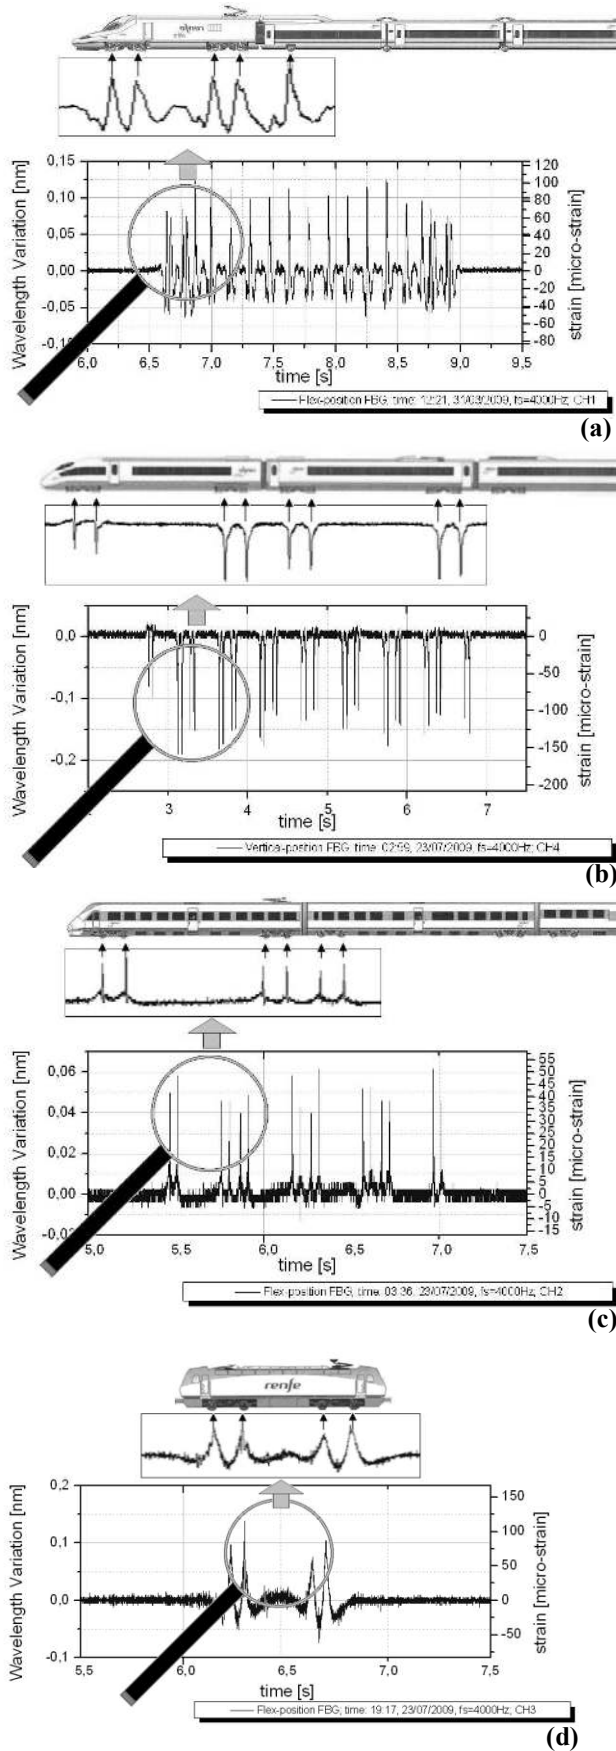 Wavelength Variation [nm]
0,15
0,10
0,05
0,00
-0,05
120
100
80
60
40
20
0
-20
-40
-60
-80
strain [micro-strain]
6,0 6,5 7,0 7,5 8,0 8,5 9,0 9,5
time [s]
Flex-position FBG, time: 12:21, 31/03/2009, fs=4000Hz; CH1
(a)
Wavelength Variation [nm]
0,0
-0,1
-0,2
0
-50
-100
-150
-200
strain [micro-strain]
3 4 5 6 7
time [s]
Vertical-position FBG, time: 02:59, 23/07/2009, fs=4000Hz; CH4
(b)
Wavelength Variation [nm]
0,06
0,04
0,02
0,00
55
50
45
40
35
30
25
20
15
10
5
0
-5
-10
-15
strain [micro-strain]
5,0 5,5 6,0 6,5 7,0 7,5
time [s]
Flex-position FBG, time: 03:36, 23/07/2009, fs=4000Hz; CH2
(c)
renfe
Wavelength Variation [nm]
0,2
0,1
0,0
-0,1
150
100
50
0
-50
strain [micro-strain]
5,5 6,0 6,5 7,0 7,5
time [s]
Flex-position FBG, time: 19:17, 23/07/2009, fs=4000Hz; CH3
(d)